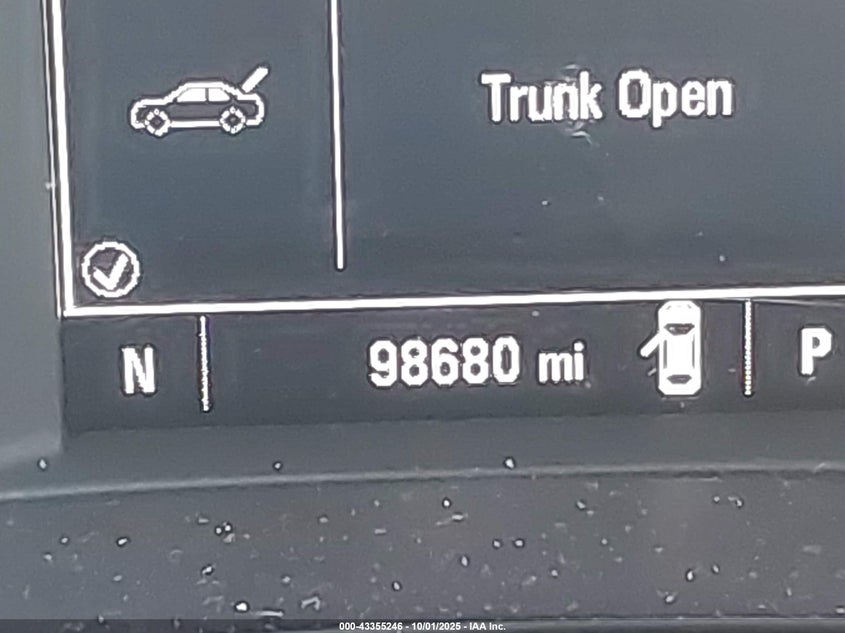 Trunk Open
N 98680 mi P
000-43355246 - 10/01/2025 - IAA Inc.